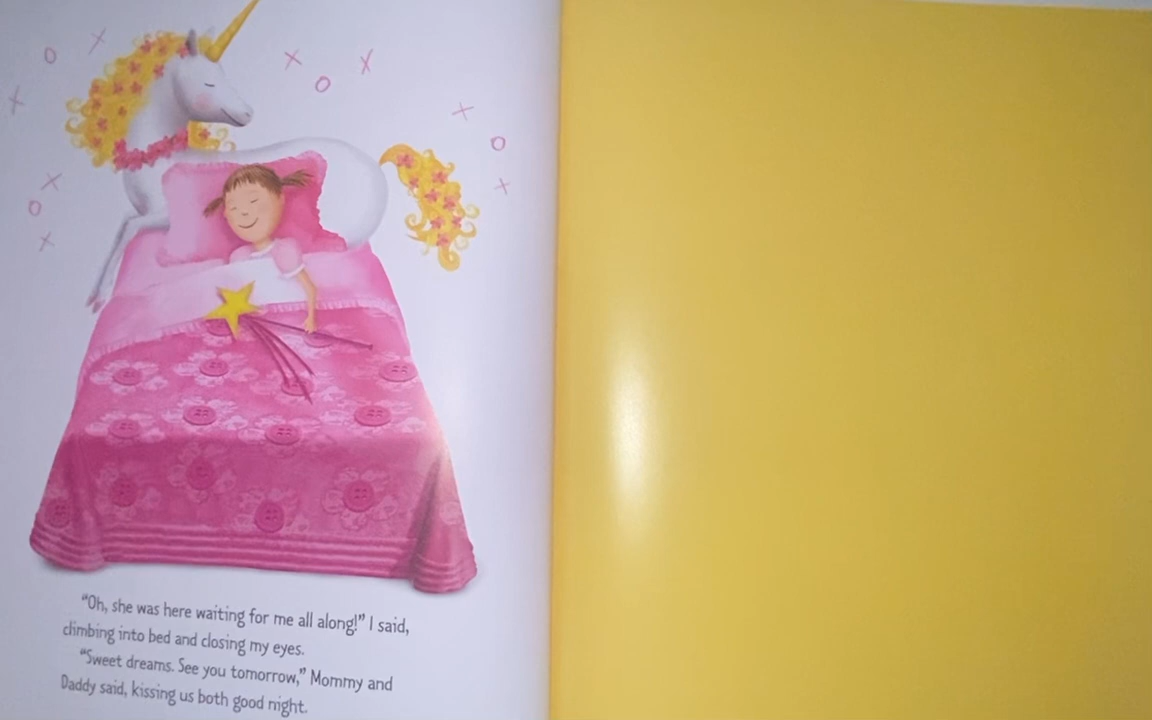 “Oh, she was here waiting for me all along!” I said,
climbing into bed and closing my eyes.
“Sweet dreams. See you tomorrow,” Mommy and
Daddy said, kissing us both good night.